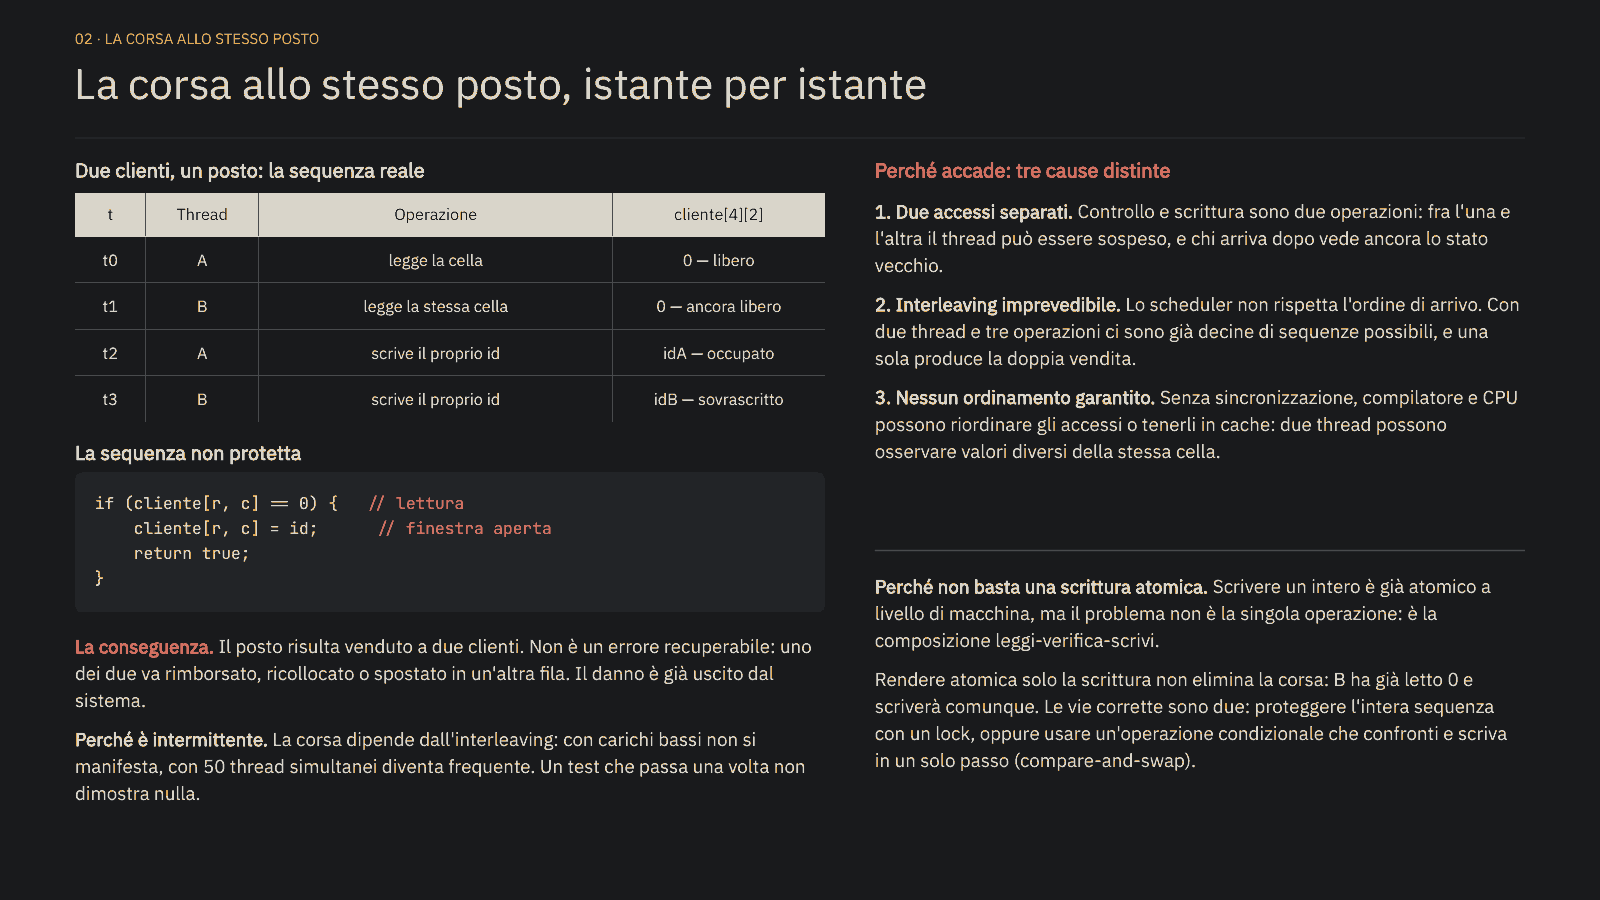 02 · LA CORSA ALLO STESSO POSTO
La corsa allo stesso posto, istante per istante
Due clienti, un posto: la sequenza reale
t Thread Operazione cliente[4][2]
t0 A legge la cella 0 — libero
t1 B legge la stessa cella 0 — ancora libero
t2 A scrive il proprio id idA — occupato
t3 B scrive il proprio id idB — sovrascritto
La sequenza non protetta
if (cliente[r, c] == 0) { // lettura
cliente[r, c] = id; // finestra aperta
return true;
}
La conseguenza. Il posto risulta venduto a due clienti. Non è un errore recuperabile: uno
dei due va rimborsato, ricollocato o spostato in un'altra fila. Il danno è già uscito dal
sistema.
Perché è intermittente. La corsa dipende dall'interleaving: con carichi bassi non si
manifesta, con 50 thread simultanei diventa frequente. Un test che passa una volta non
dimostra nulla.
Perché accade: tre cause distinte
1. Due accessi separati. Controllo e scrittura sono due operazioni: fra l'una e
l'altra il thread può essere sospeso, e chi arriva dopo vede ancora lo stato
vecchio.
2. Interleaving imprevedibile. Lo scheduler non rispetta l'ordine di arrivo. Con
due thread e tre operazioni ci sono già decine di sequenze possibili, e una
sola produce la doppia vendita.
3. Nessun ordinamento garantito. Senza sincronizzazione, compilatore e CPU
possono riordinare gli accessi o tenerli in cache: due thread possono
osservare valori diversi della stessa cella.
Perché non basta una scrittura atomica. Scrivere un intero è già atomico a
livello di macchina, ma il problema non è la singola operazione: è la
composizione leggi-verifica-scrivi.
Rendere atomica solo la scrittura non elimina la corsa: B ha già letto 0 e
scriverà comunque. Le vie corrette sono due: proteggere l'intera sequenza
con un lock, oppure usare un'operazione condizionale che confronti e scriva
in un solo passo (compare-and-swap).